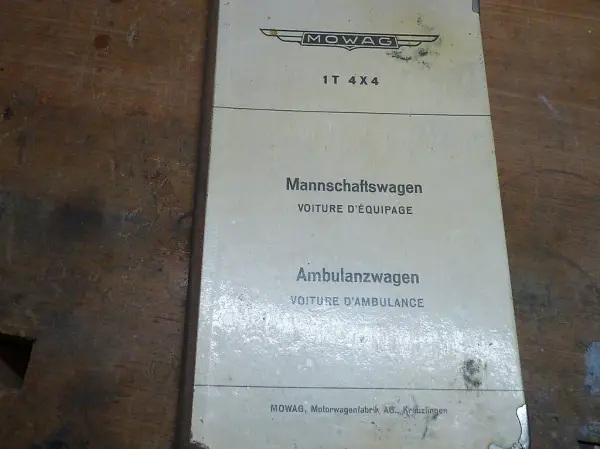 MOWAG
1T 4X4
Mannschaftswagen
VOITURE D'ÉQUIPAGE
Ambulanzwagen
VOITURE D'AMBULANCE
MOWAG, Motorwagenfabrik AG., Kreuzlingen